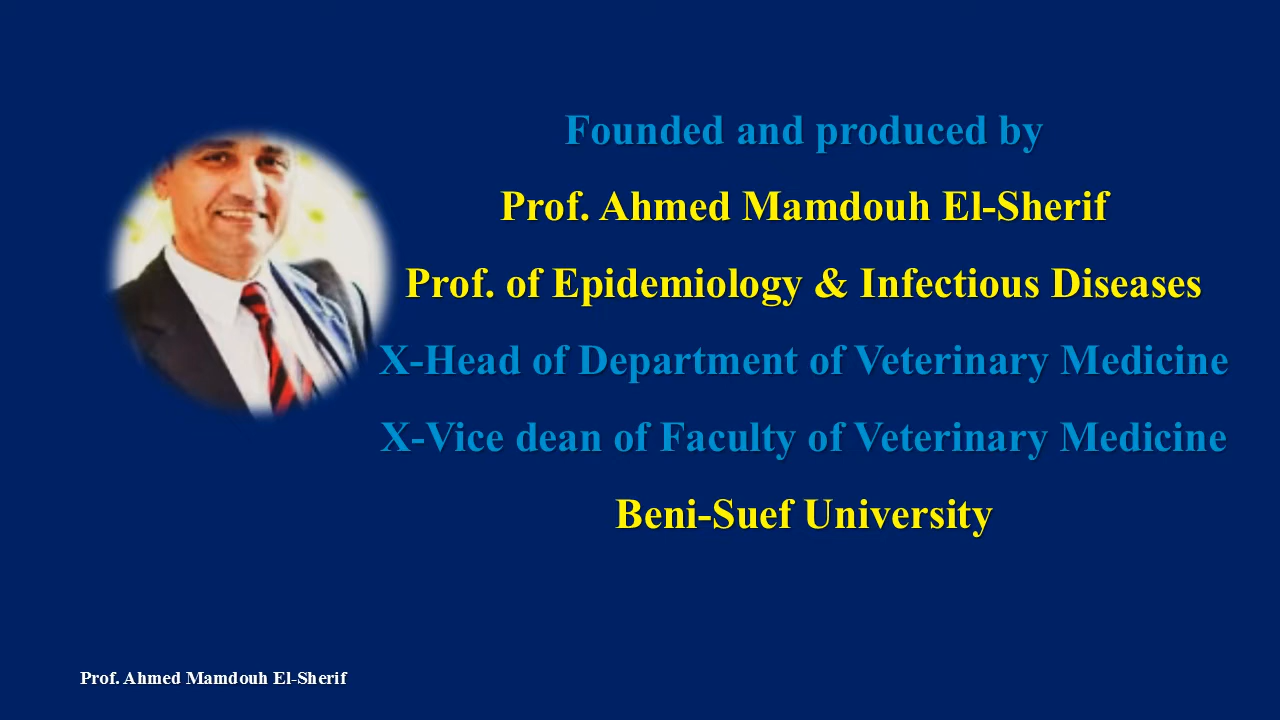 Founded and produced by
Prof. Ahmed Mamdouh El-Sherif
Prof. of Epidemiology & Infectious Diseases
X-Head of Department of Veterinary Medicine
X-Vice dean of Faculty of Veterinary Medicine
Beni-Suef University
Prof. Ahmed Mamdouh El-Sherif